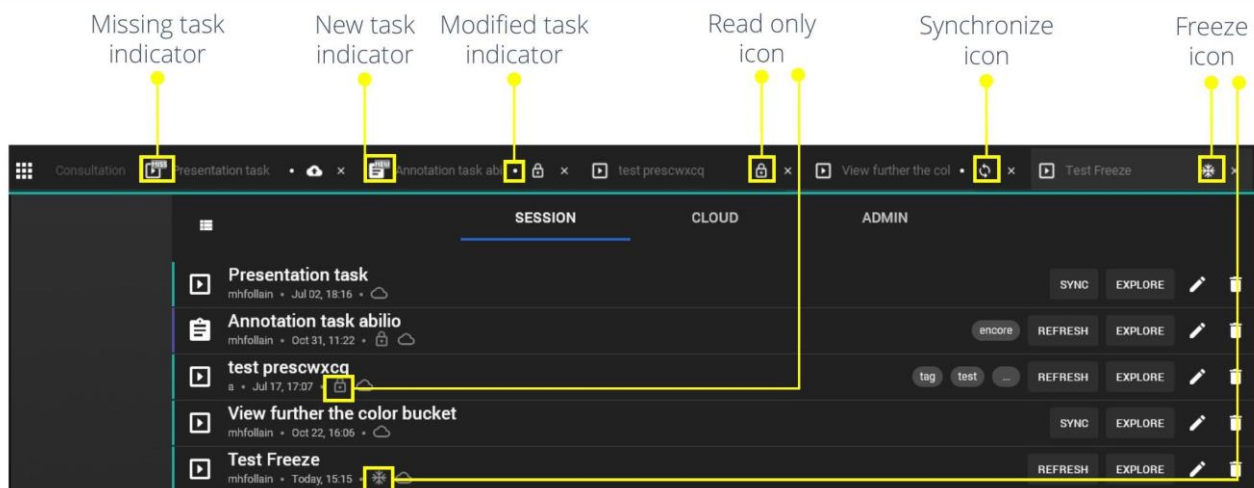 Missing task
indicator
New task
indicator
Modified task
indicator
Read only
icon
Synchronize
icon
Freeze
icon
Consultation
Presentation task
NEW
Annotation task abi
test prescwxcq
View further the col
Test Freeze
SESSION CLOUD ADMIN
Presentation task
mhfollain • Jul 02, 18:16 •
SYNC EXPLORE
Annotation task abilio
mhfollain • Oct 31, 11:22 •
encore REFRESH EXPLORE
test prescwxcq
a • Jul 17, 17:07 •
tag test ... REFRESH EXPLORE
View further the color bucket
mhfollain • Oct 22, 16:06 •
SYNC EXPLORE
Test Freeze
mhfollain • Today, 15:15 •
REFRESH EXPLORE